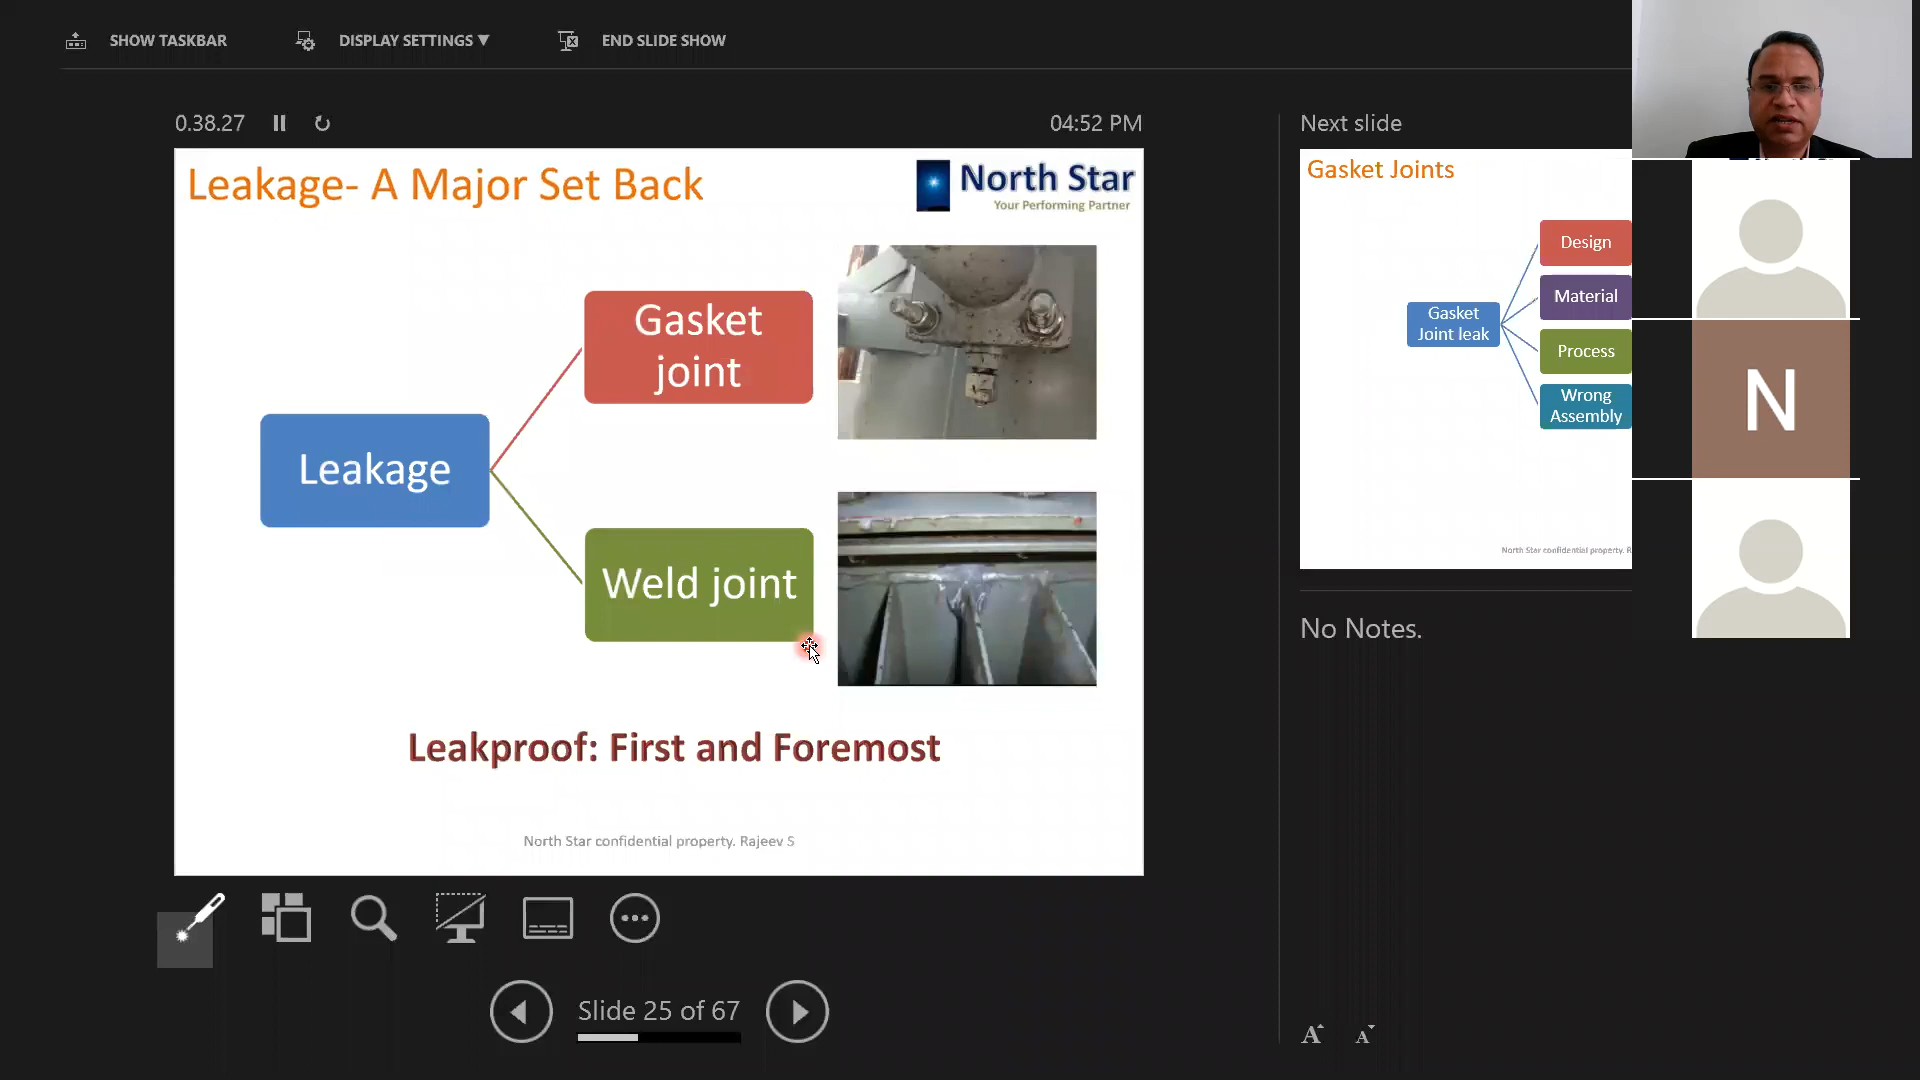 SHOW TASKBAR
DISPLAY SETTINGS ▼
END SLIDE SHOW
0.38.27
04:52 PM
Next slide
Leakage- A Major Set Back
North Star
Your Performing Partner
Gasket
joint
Leakage
Weld joint
Leakproof: First and Foremost
North Star confidential property. Rajeev S
Gasket Joints
Design
Material
Gasket
Joint leak
Process
Wrong
Assembly
North Star confidential property. R
No Notes.
N
Slide 25 of 67
A A